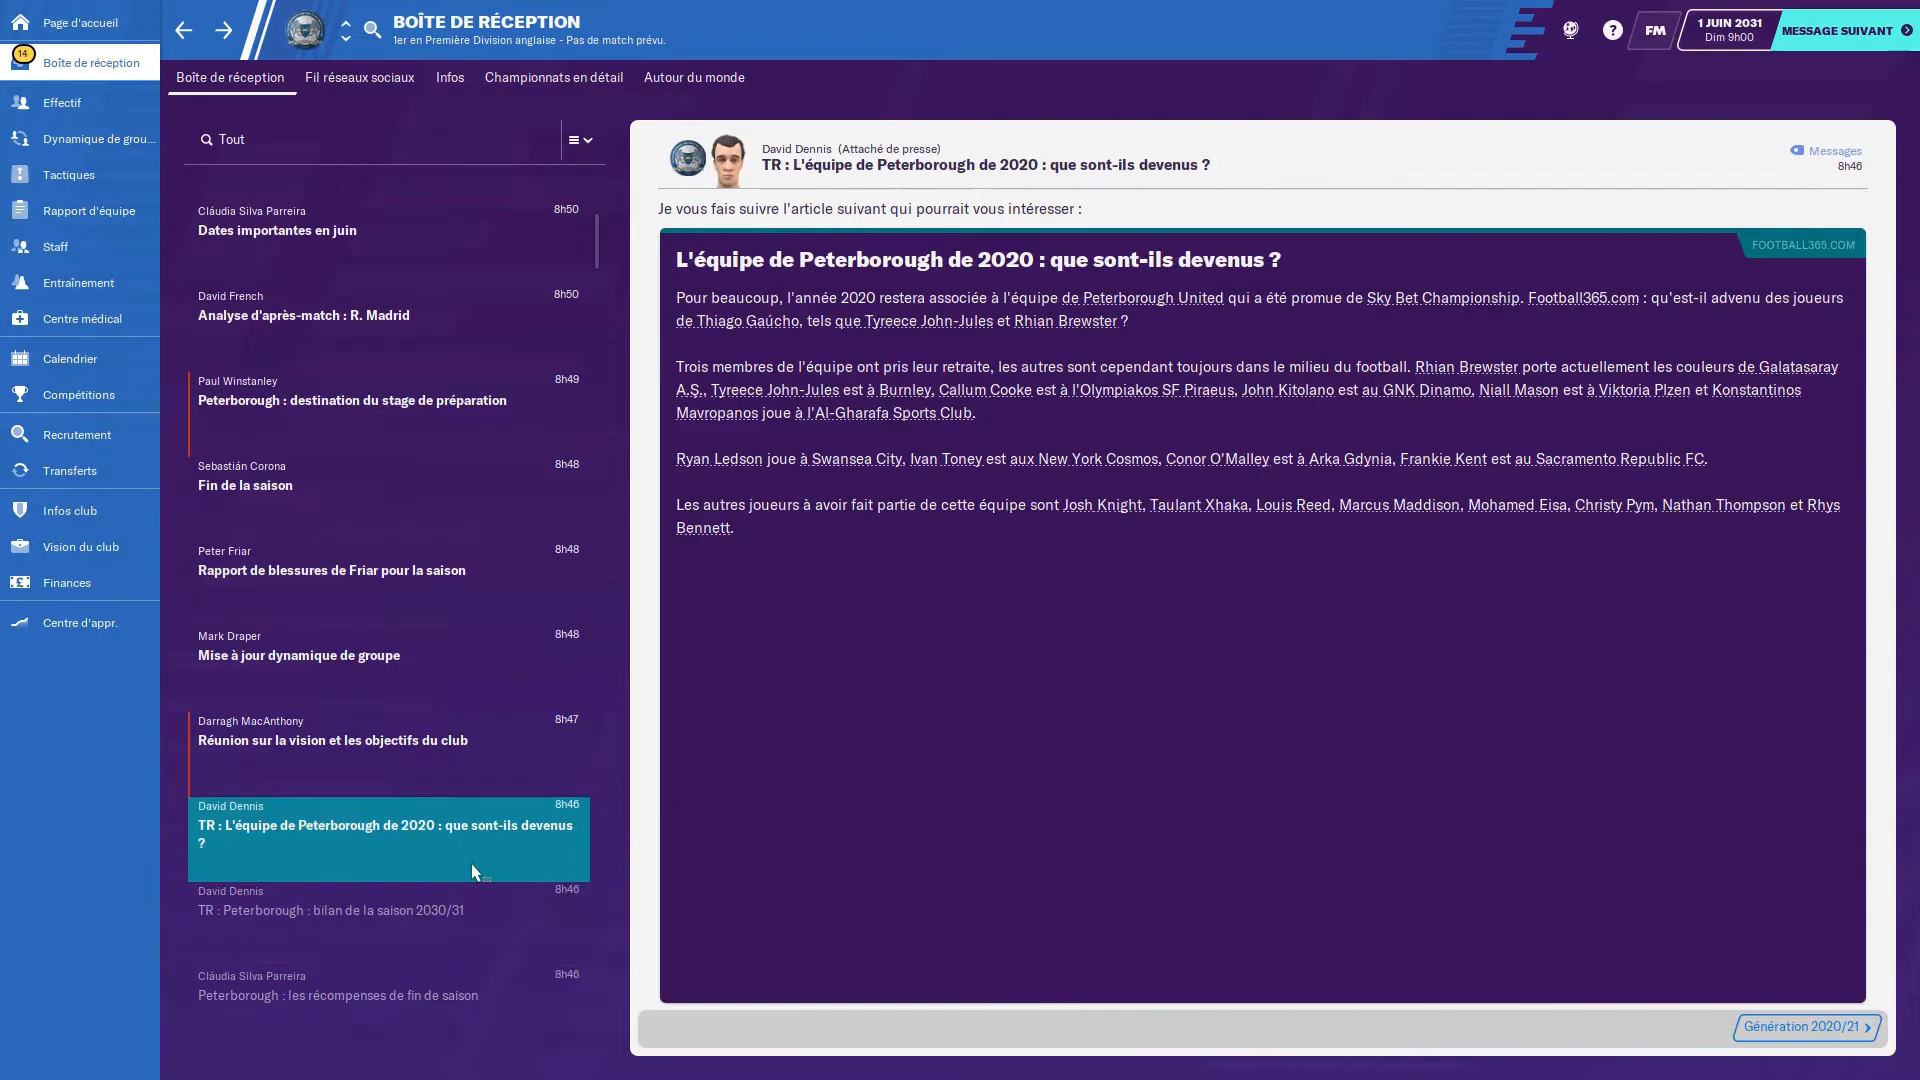 Page d'accueil
14
Boîte de réception
Effectif
Dynamique de grou...
Tactiques
Rapport d'équipe
Staff
Entraînement
Centre médical
Calendrier
Compétitions
Recrutement
Transferts
Infos club
Vision du club
Finances
Centre d'appr.
BOÎTE DE RÉCEPTION
1er en Première Division anglaise - Pas de match prévu.
FM
1 JUIN 2031
Dim 9h00
MESSAGE SUIVANT
Boîte de réception
Fil réseaux sociaux
Infos
Championnats en détail
Autour du monde
Tout
Cláudia Silva Parreira 8h50
Dates importantes en juin
David French 8h50
Analyse d'après-match : R. Madrid
Paul Winstanley 8h49
Peterborough : destination du stage de préparation
Sebastián Corona 8h48
Fin de la saison
Peter Friar 8h48
Rapport de blessures de Friar pour la saison
Mark Draper 8h48
Mise à jour dynamique de groupe
Darragh MacAnthony 8h47
Réunion sur la vision et les objectifs du club
David Dennis 8h46
TR : L'équipe de Peterborough de 2020 : que sont-ils devenus
?
David Dennis 8h46
TR : Peterborough : bilan de la saison 2030/31
Cláudia Silva Parreira 8h46
Peterborough : les récompenses de fin de saison
David Dennis (Attaché de presse)
TR : L'équipe de Peterborough de 2020 : que sont-ils devenus ?
Messages
8h46
Je vous fais suivre l'article suivant qui pourrait vous intéresser :
FOOTBALL365.COM
L'équipe de Peterborough de 2020 : que sont-ils devenus ?
Pour beaucoup, l'année 2020 restera associée à l'équipe de Peterborough United qui a été promue de Sky Bet Championship. Football365.com : qu'est-il advenu des joueurs
de Thiago Gaúcho, tels que Tyreece John-Jules et Rhian Brewster ?
Trois membres de l'équipe ont pris leur retraite, les autres sont cependant toujours dans le milieu du football. Rhian Brewster porte actuellement les couleurs de Galatasaray
A.Ş., Tyreece John-Jules est à Burnley, Callum Cooke est à l'Olympiakos SF Piraeus, John Kitolano est au GNK Dinamo, Niall Mason est à Viktoria Plzen et Konstantinos
Mavropanos joue à l'Al-Gharafa Sports Club.
Ryan Ledson joue à Swansea City, Ivan Toney est aux New York Cosmos, Conor O'Malley est à Arka Gdynia, Frankie Kent est au Sacramento Republic FC.
Les autres joueurs à avoir fait partie de cette équipe sont Josh Knight, Taulant Xhaka, Louis Reed, Marcus Maddison, Mohamed Eisa, Christy Pym, Nathan Thompson et Rhys
Bennett.
Génération 2020/21